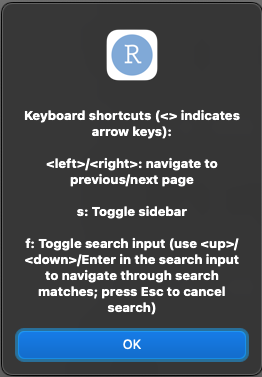 R
Keyboard shortcuts (<> indicates
arrow keys):
<left>/<right>: navigate to
previous/next page
s: Toggle sidebar
f: Toggle search input (use <up>/
<down>/Enter in the search input
to navigate through search
matches; press Esc to cancel
search)
OK